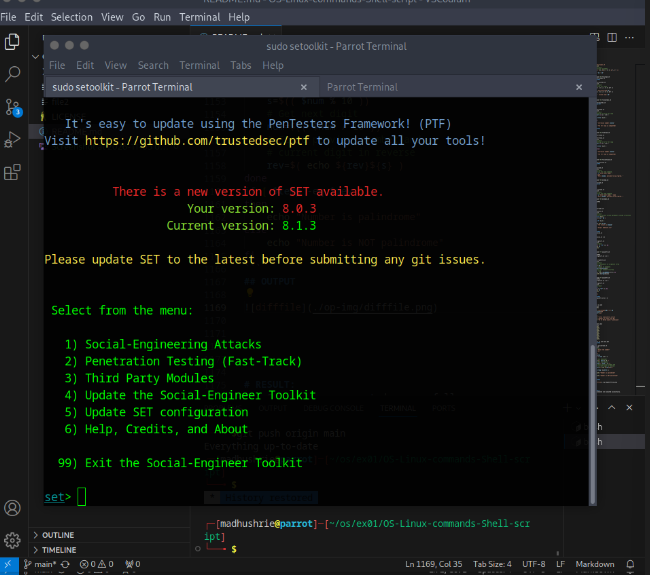 File Edit Selection View Go Run Terminal Help
sudo setoolkit - Parrot Terminal
File Edit View Search Terminal Tabs Help
sudo setoolkit - Parrot Terminal × Parrot Terminal ×
It's easy to update using the PenTesters Framework! (PTF)
Visit https://github.com/trustedsec/ptf to update all your tools!
There is a new version of SET available.
Your version: 8.0.3
Current version: 8.1.3
Please update SET to the latest before submitting any git issues.
Select from the menu:
1) Social-Engineering Attacks
2) Penetration Testing (Fast-Track)
3) Third Party Modules
4) Update the Social-Engineer Toolkit
5) Update SET configuration
6) Help, Credits, and About
99) Exit the Social-Engineer Toolkit
set>
[madhushrie@parrot]-[~/os/ex01/OS-Linux-commands-Shell-scr
ipt]
$
OUTLINE
TIMELINE
main* 0 0 0 Ln 1169, Col 35 Tab Size: 4 UTF-8 LF Markdown